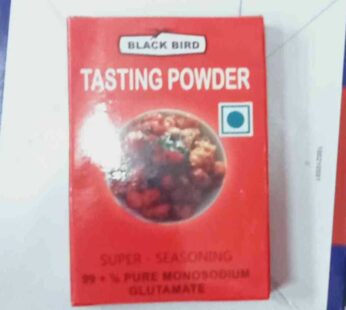 BLACK BIRD
TASTING POWDER
SUPER - SEASONING
99 + % PURE MONOSODIUM
GLUTAMATE